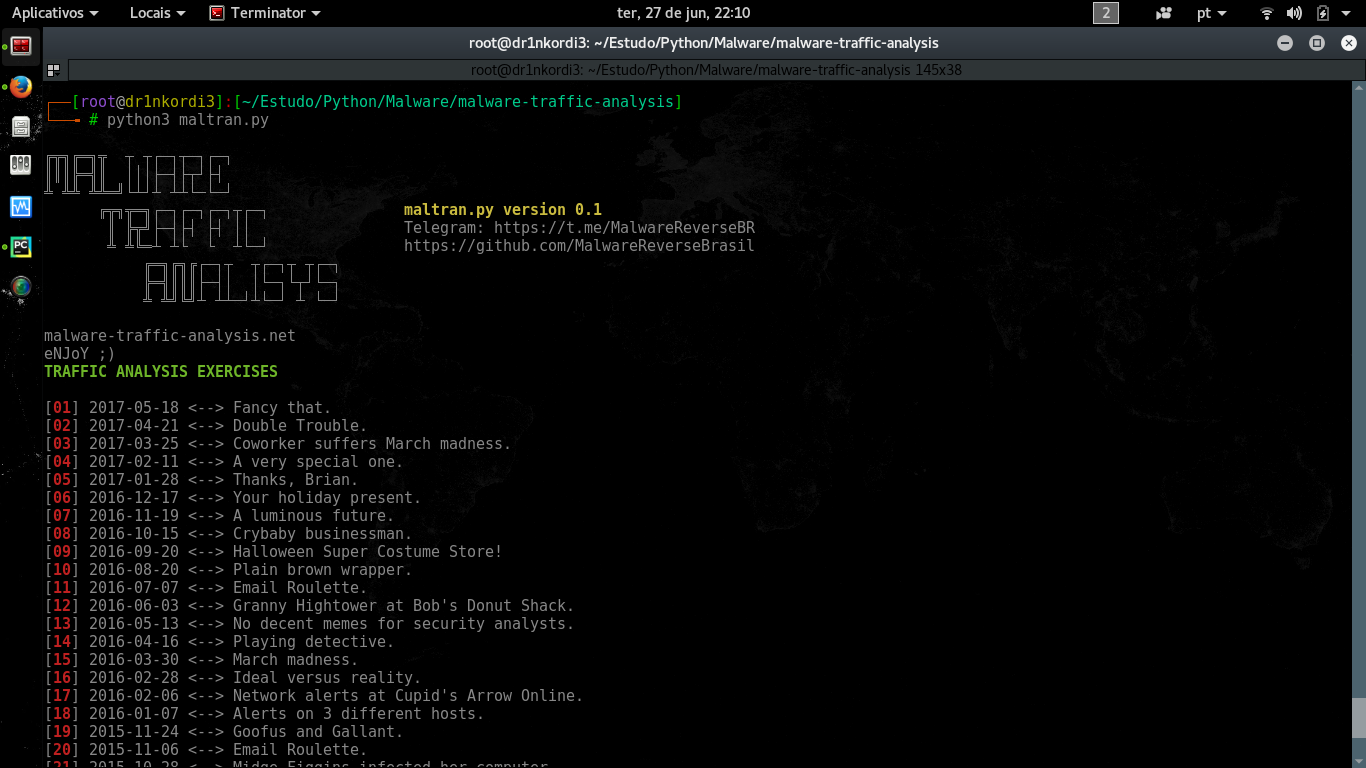 Aplicativos Locais Terminator ter, 27 de jun, 22:10 2 pt
root@dr1nkordi3: ~/Estudo/Python/Malware/malware-traffic-analysis
root@dr1nkordi3: ~/Estudo/Python/Malware/malware-traffic-analysis 145x38
[root@dr1nkordi3]:[~/Estudo/Python/Malware/malware-traffic-analysis]
# python3 maltran.py
MALWARE
TRAFFIC
ANALISYS
maltran.py version 0.1
Telegram: https://t.me/MalwareReverseBR
https://github.com/MalwareReverseBrasil
malware-traffic-analysis.net
eNJoY ;)
TRAFFIC ANALYSIS EXERCISES
[01] 2017-05-18 <--> Fancy that.
[02] 2017-04-21 <--> Double Trouble.
[03] 2017-03-25 <--> Coworker suffers March madness.
[04] 2017-02-11 <--> A very special one.
[05] 2017-01-28 <--> Thanks, Brian.
[06] 2016-12-17 <--> Your holiday present.
[07] 2016-11-19 <--> A luminous future.
[08] 2016-10-15 <--> Crybaby businessman.
[09] 2016-09-20 <--> Halloween Super Costume Store!
[10] 2016-08-20 <--> Plain brown wrapper.
[11] 2016-07-07 <--> Email Roulette.
[12] 2016-06-03 <--> Granny Hightower at Bob's Donut Shack.
[13] 2016-05-13 <--> No decent memes for security analysts.
[14] 2016-04-16 <--> Playing detective.
[15] 2016-03-30 <--> March madness.
[16] 2016-02-28 <--> Ideal versus reality.
[17] 2016-02-06 <--> Network alerts at Cupid's Arrow Online.
[18] 2016-01-07 <--> Alerts on 3 different hosts.
[19] 2015-11-24 <--> Goofus and Gallant.
[20] 2015-11-06 <--> Email Roulette.
[21] 2015-10-28 <--> Midge Figgins infected her computer.